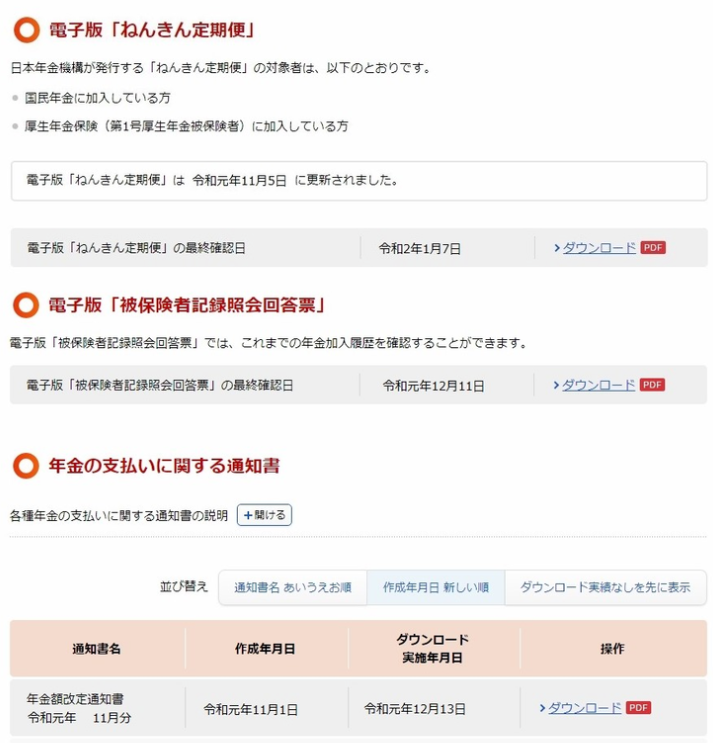 電子版「ねんきん定期便」
日本年金機構が発行する「ねんきん定期便」の対象者は、以下のとおりです。
国民年金に加入している方
厚生年金保険（第1号厚生年金被保険者）に加入している方
電子版「ねんきん定期便」は 令和元年11月5日 に更新されました。
電子版「ねんきん定期便」の最終確認日 令和2年1月7日 ダウンロード PDF
電子版「被保険者記録照会回答票」
電子版「被保険者記録照会回答票」では、これまでの年金加入履歴を確認することができます。
電子版「被保険者記録照会回答票」の最終確認日 令和元年12月11日 ダウンロード PDF
年金の支払いに関する通知書
各種年金の支払いに関する通知書の説明 +開ける
並び替え 通知書名 あいうえお順 作成年月日 新しい順 ダウンロード実績なしを先に表示
通知書名 作成年月日 ダウンロード 実施年月日 操作
年金額改定通知書
令和元年 11月分 令和元年11月1日 令和元年12月13日 ダウンロード PDF